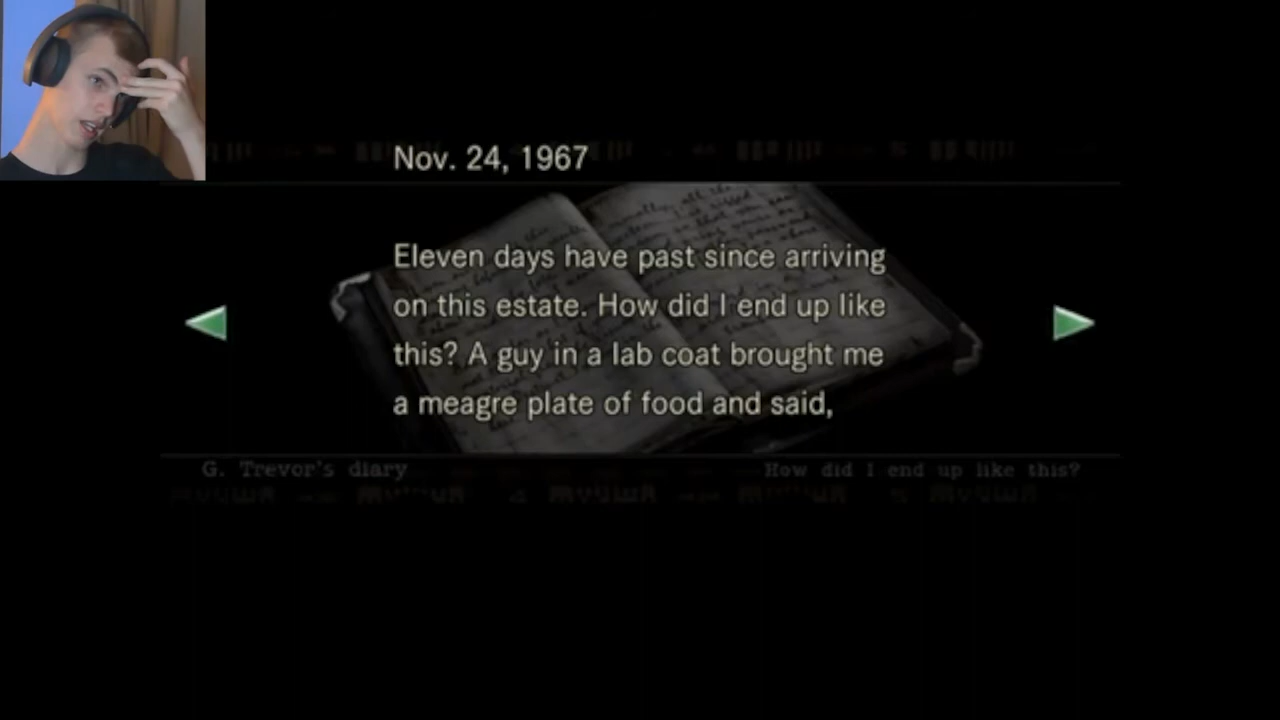 Nov. 24, 1967
Eleven days have past since arriving
on this estate. How did I end up like
this? A guy in a lab coat brought me
a meagre plate of food and said,
G. Trevor's diary
How did I end up like this?